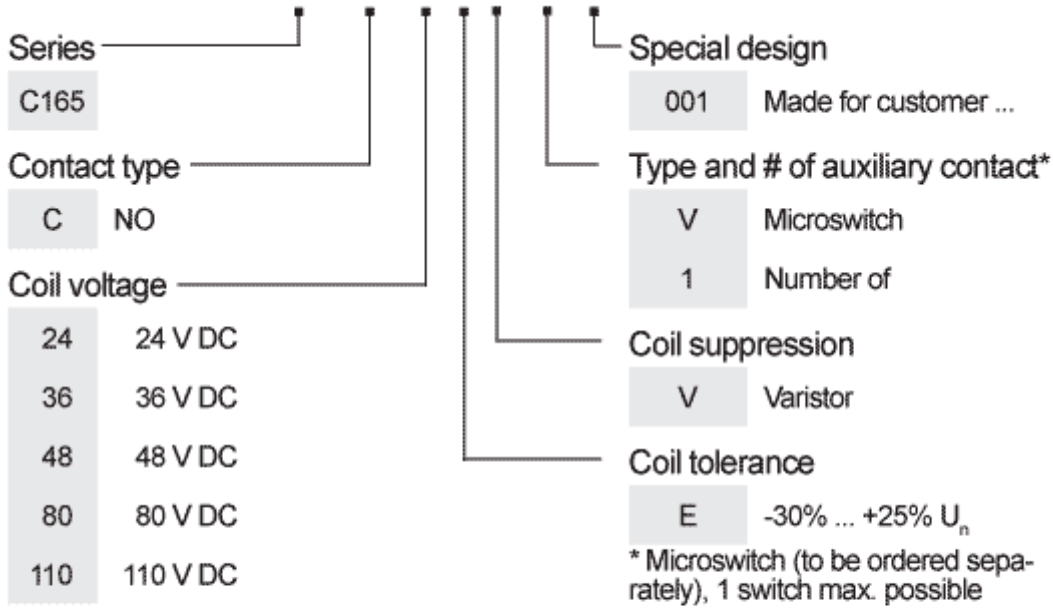 Series
C165
Contact type
C NO
Coil voltage
24 24 V DC
36 36 V DC
48 48 V DC
80 80 V DC
110 110 V DC
Special design
001 Made for customer ...
Type and # of auxiliary contact*
V Microswitch
1 Number of
Coil suppression
V Varistor
Coil tolerance
E -30% ... +25% Un
* Microswitch (to be ordered sepa-
rately), 1 switch max. possible